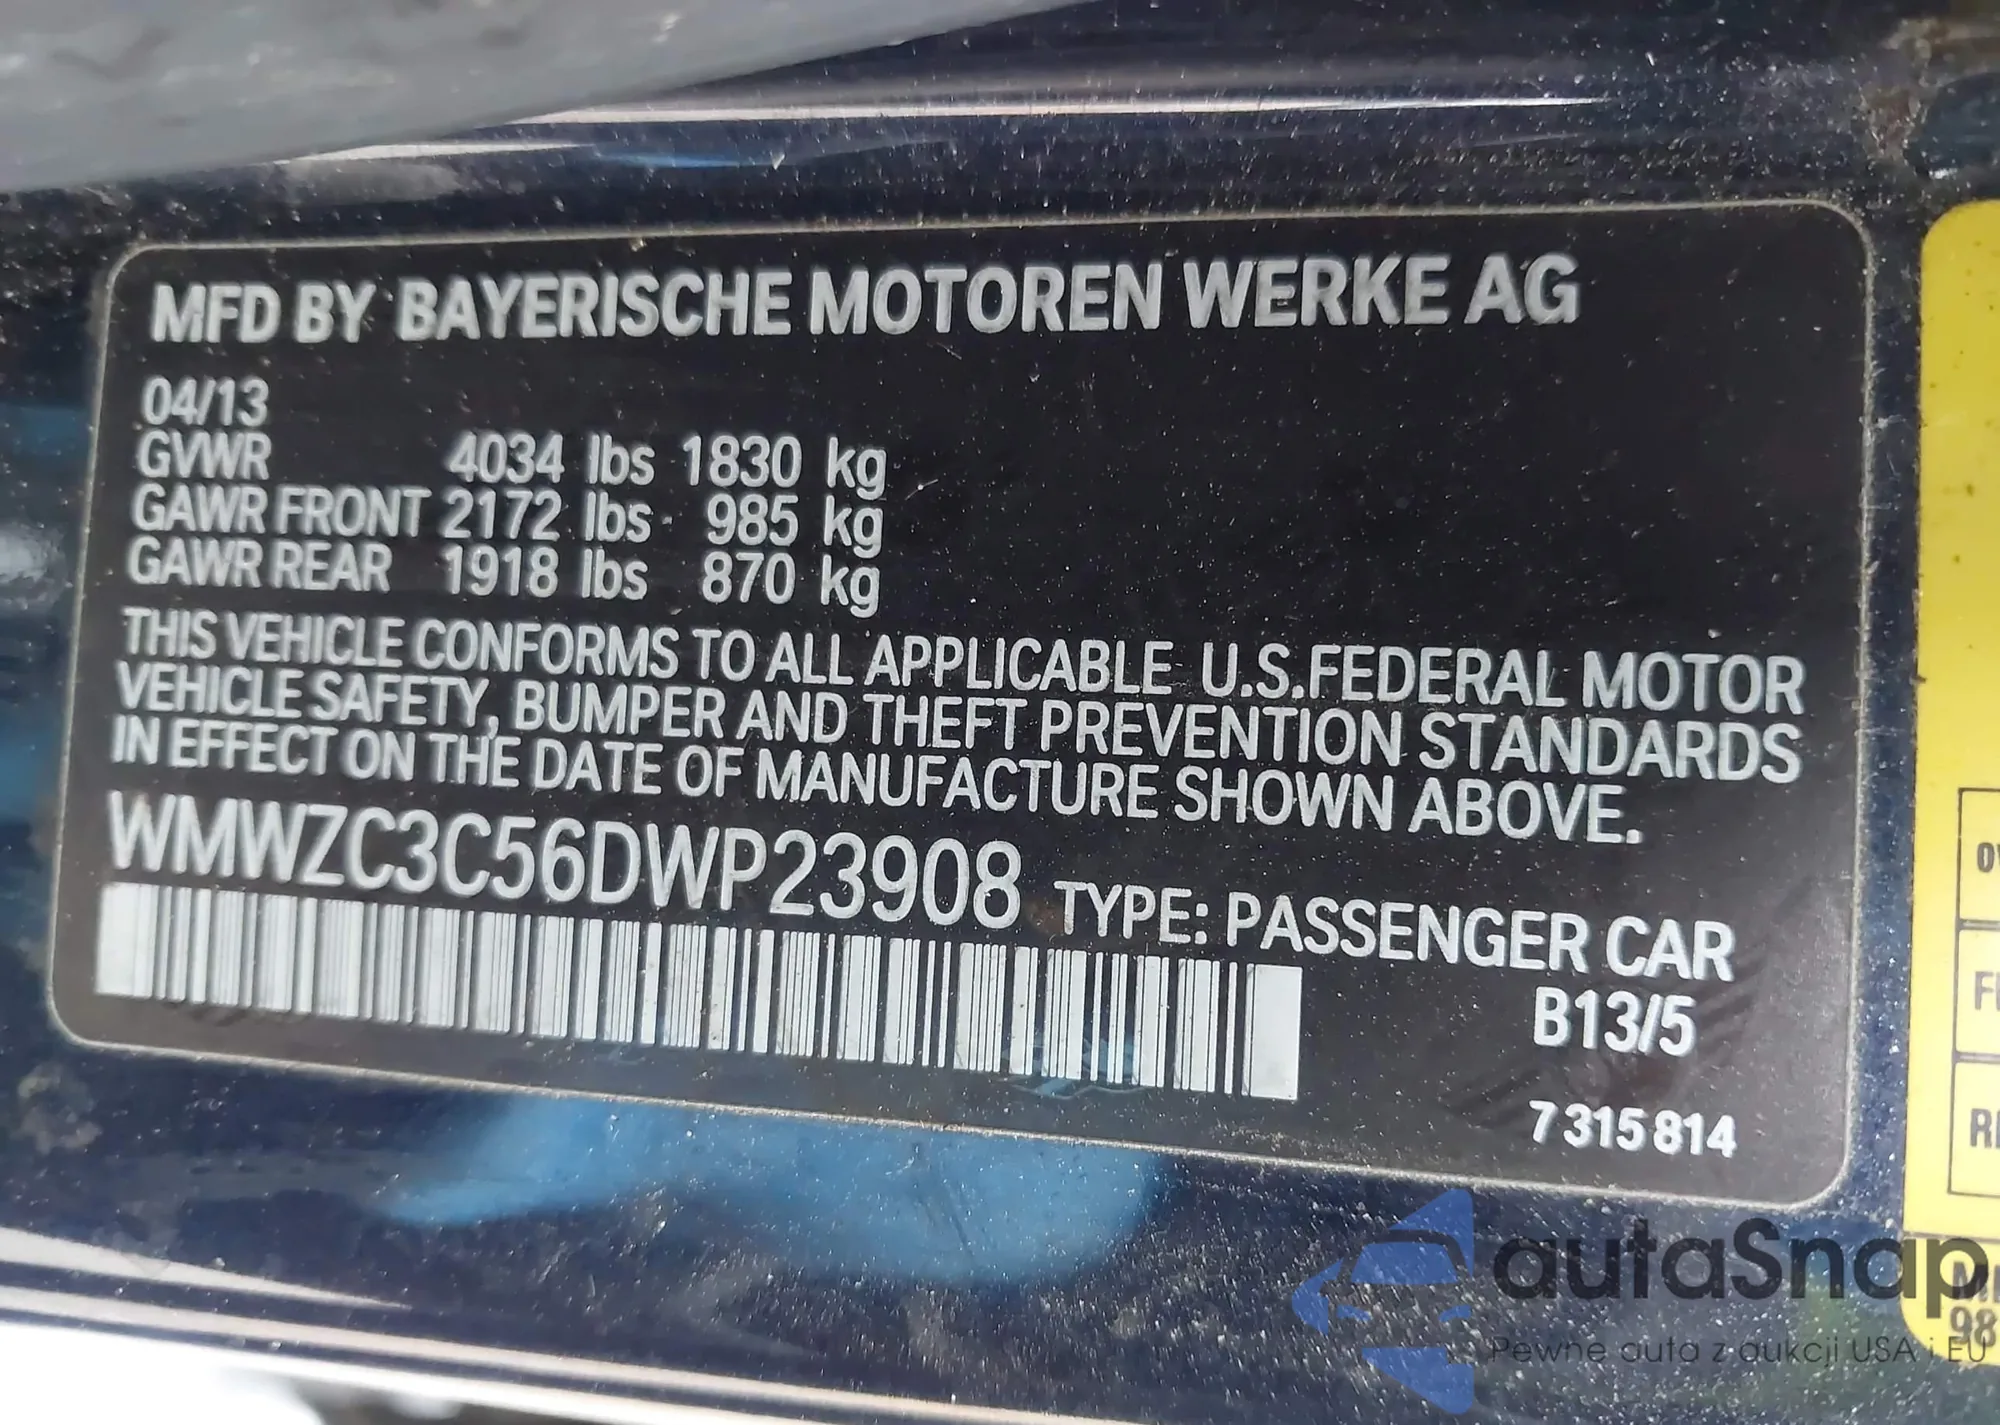 MFD BY BAYERISCHE MOTOREN WERKE AG
04/13
GVWR 4034 lbs 1830 kg
GAWR FRONT 2172 lbs 985 kg
GAWR REAR 1918 lbs 870 kg
THIS VEHICLE CONFORMS TO ALL APPLICABLE U.S.FEDERAL MOTOR
VEHICLE SAFETY, BUMPER AND THEFT PREVENTION STANDARDS
IN EFFECT ON THE DATE OF MANUFACTURE SHOWN ABOVE.
WMWZC3C56DWP23908 TYPE: PASSENGER CAR
B13/5
7 315 814
autaSnap
Pewne auta z aukcji USA i EU